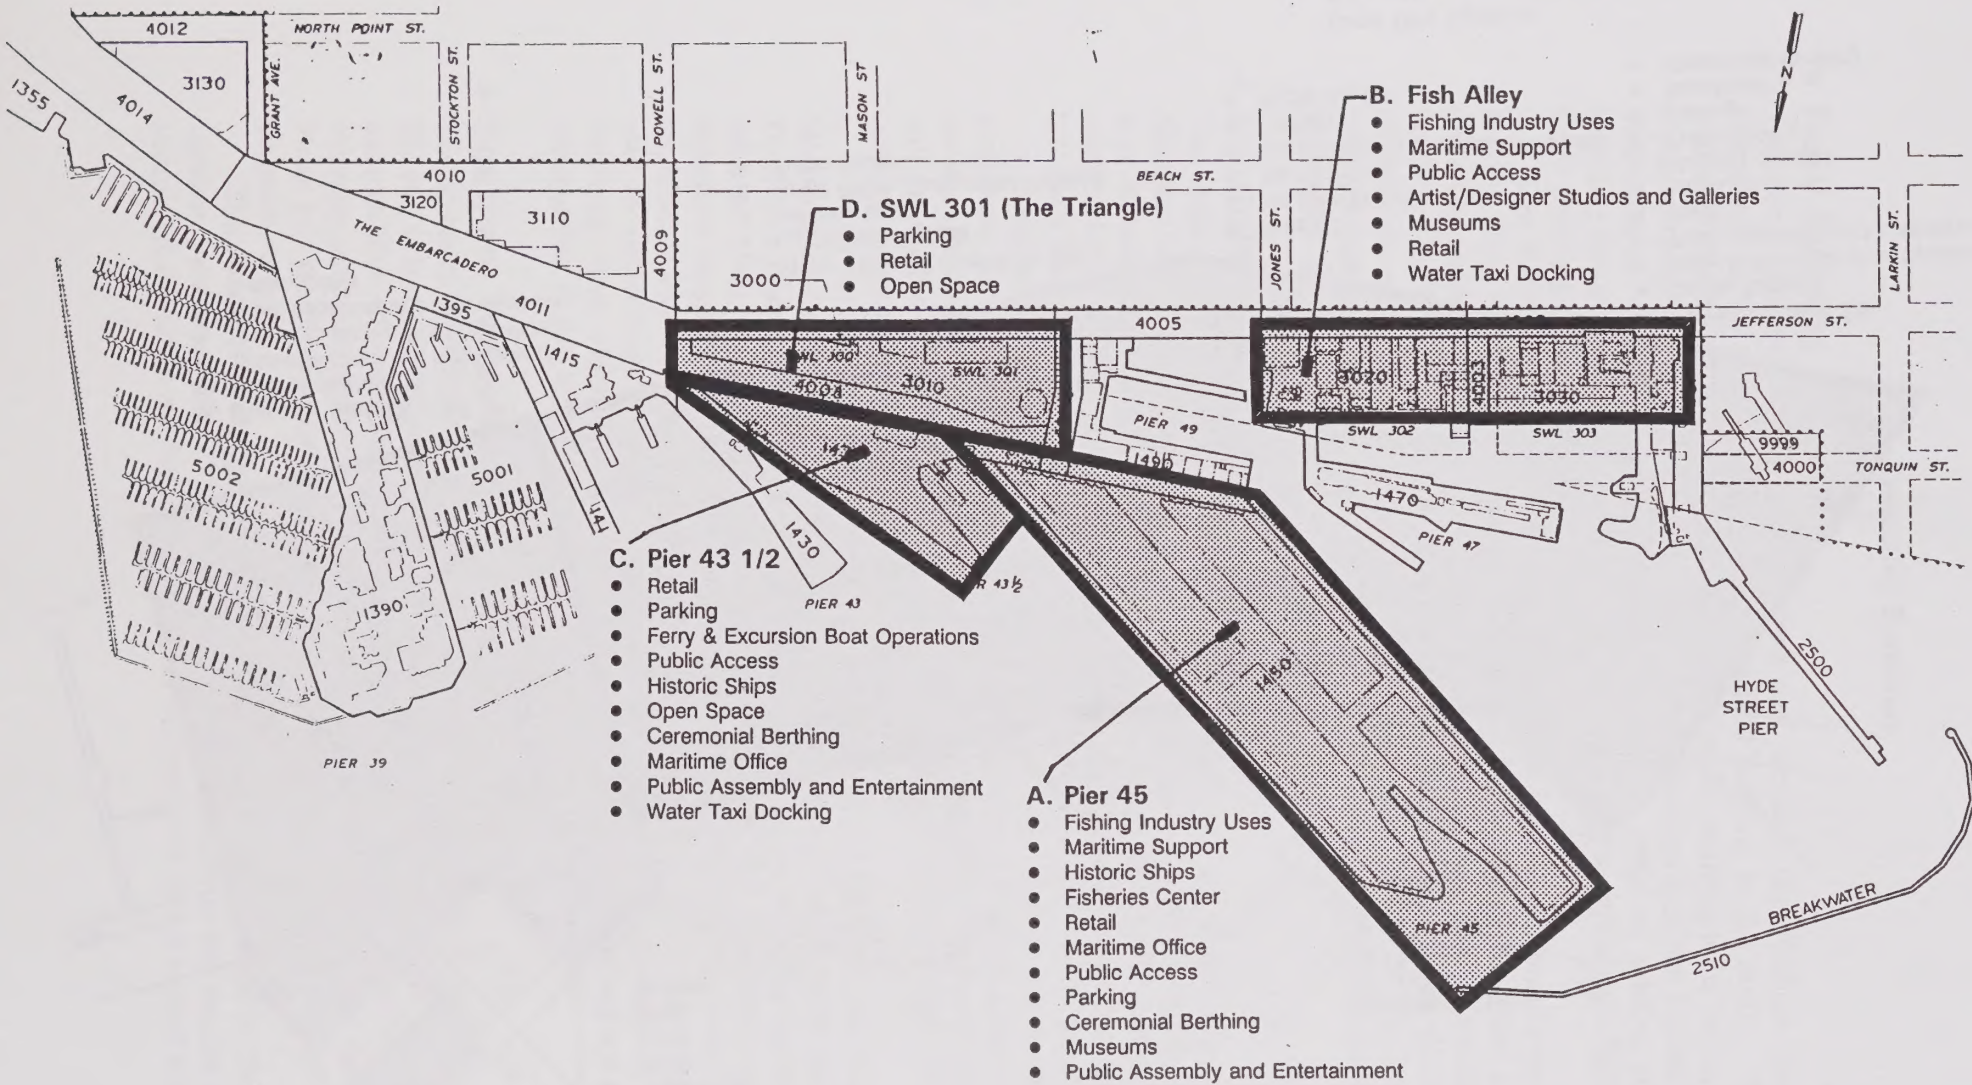 4012
NORTH POINT ST.
3130
1355
4014
GRANT AVE.
STOCKTON ST.
POWELL ST.
MASON ST
N
B. Fish Alley
● Fishing Industry Uses
● Maritime Support
● Public Access
● Artist/Designer Studios and Galleries
● Museums
● Retail
● Water Taxi Docking
4010
BEACH ST.
3120
3110
THE EMBARCADERO
4009
D. SWL 301 (The Triangle)
● Parking
● Retail
● Open Space
3000
JONES ST.
LARKIN ST.
1395
4011
4005
JEFFERSON ST.
1415
SWL 301
4004
3010
3020
4003
3030
PIER 49
SWL 302
SWL 303
9999
4000
TONQUIN ST.
5002
5001
1490
1470
PIER 47
1430
PIER 43
R 43½
C. Pier 43 1/2
● Retail
● Parking
● Ferry & Excursion Boat Operations
● Public Access
● Historic Ships
● Open Space
● Ceremonial Berthing
● Maritime Office
● Public Assembly and Entertainment
● Water Taxi Docking
1390
PIER 39
1450
2500
HYDE
STREET
PIER
A. Pier 45
● Fishing Industry Uses
● Maritime Support
● Historic Ships
● Fisheries Center
● Retail
● Maritime Office
● Public Access
● Parking
● Ceremonial Berthing
● Museums
● Public Assembly and Entertainment
PIER 45
BREAKWATER
2510